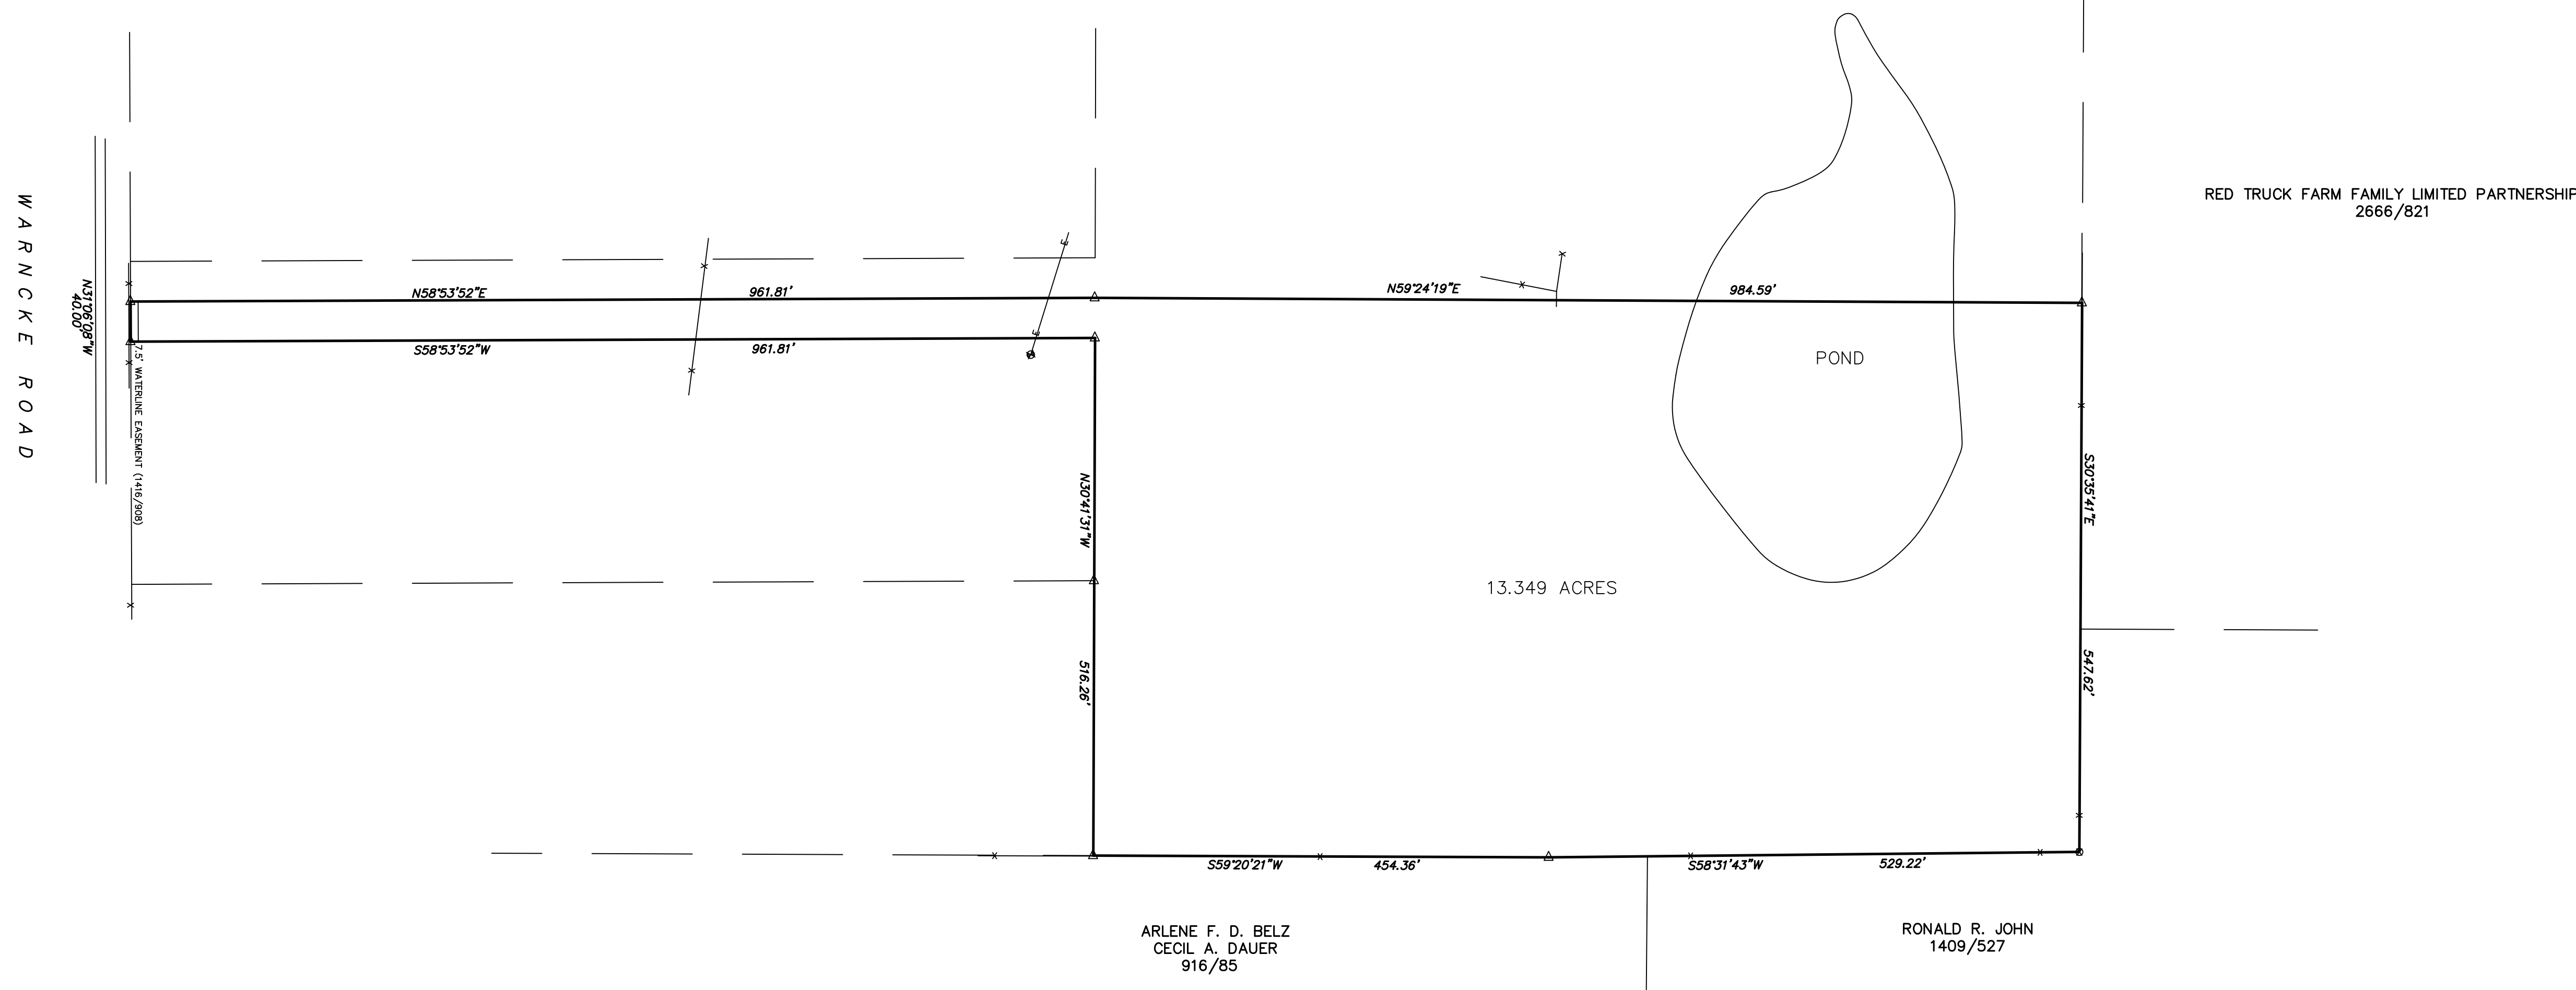 WARNCKE ROAD
N31°06'08"W
40.00'
7.5' WATERLINE EASEMENT (1416/908)
N58°53'52"E
961.81'
S58°53'52"W
961.81'
N59°24'19"E
984.59'
POND
RED TRUCK FARM FAMILY LIMITED PARTNERSHIP
2666/821
N30°41'31"W
516.26'
13.349 ACRES
S30°35'41"E
547.62'
S59°20'21"W
454.36'
S58°31'43"W
529.22'
ARLENE F. D. BELZ
CECIL A. DAUER
916/85
RONALD R. JOHN
1409/527